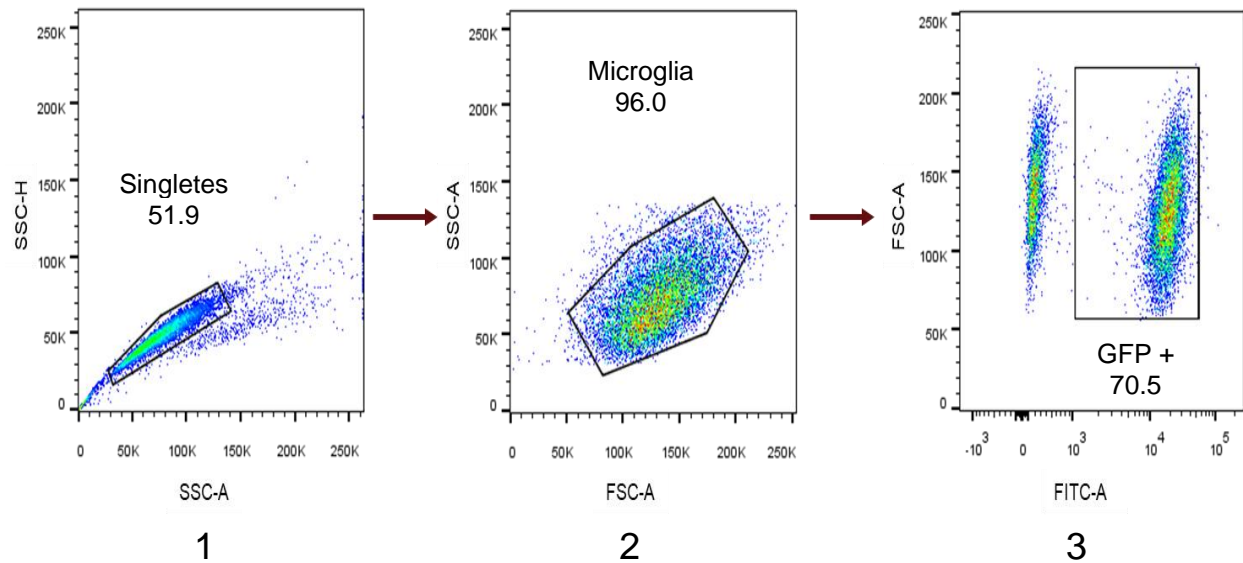 250K
200K
150K
100K
50K
0
SSC-H
Singletes
51.9
0 50K 100K 150K 200K 250K
SSC-A
1
250K
200K
150K
100K
50K
0
SSC-A
Microglia
96.0
0 50K 100K 150K 200K 250K
FSC-A
2
250K
200K
150K
100K
50K
0
FSC-A
GFP +
70.5
-10 3 0 10 3 10 4 10 5
FITC-A
3